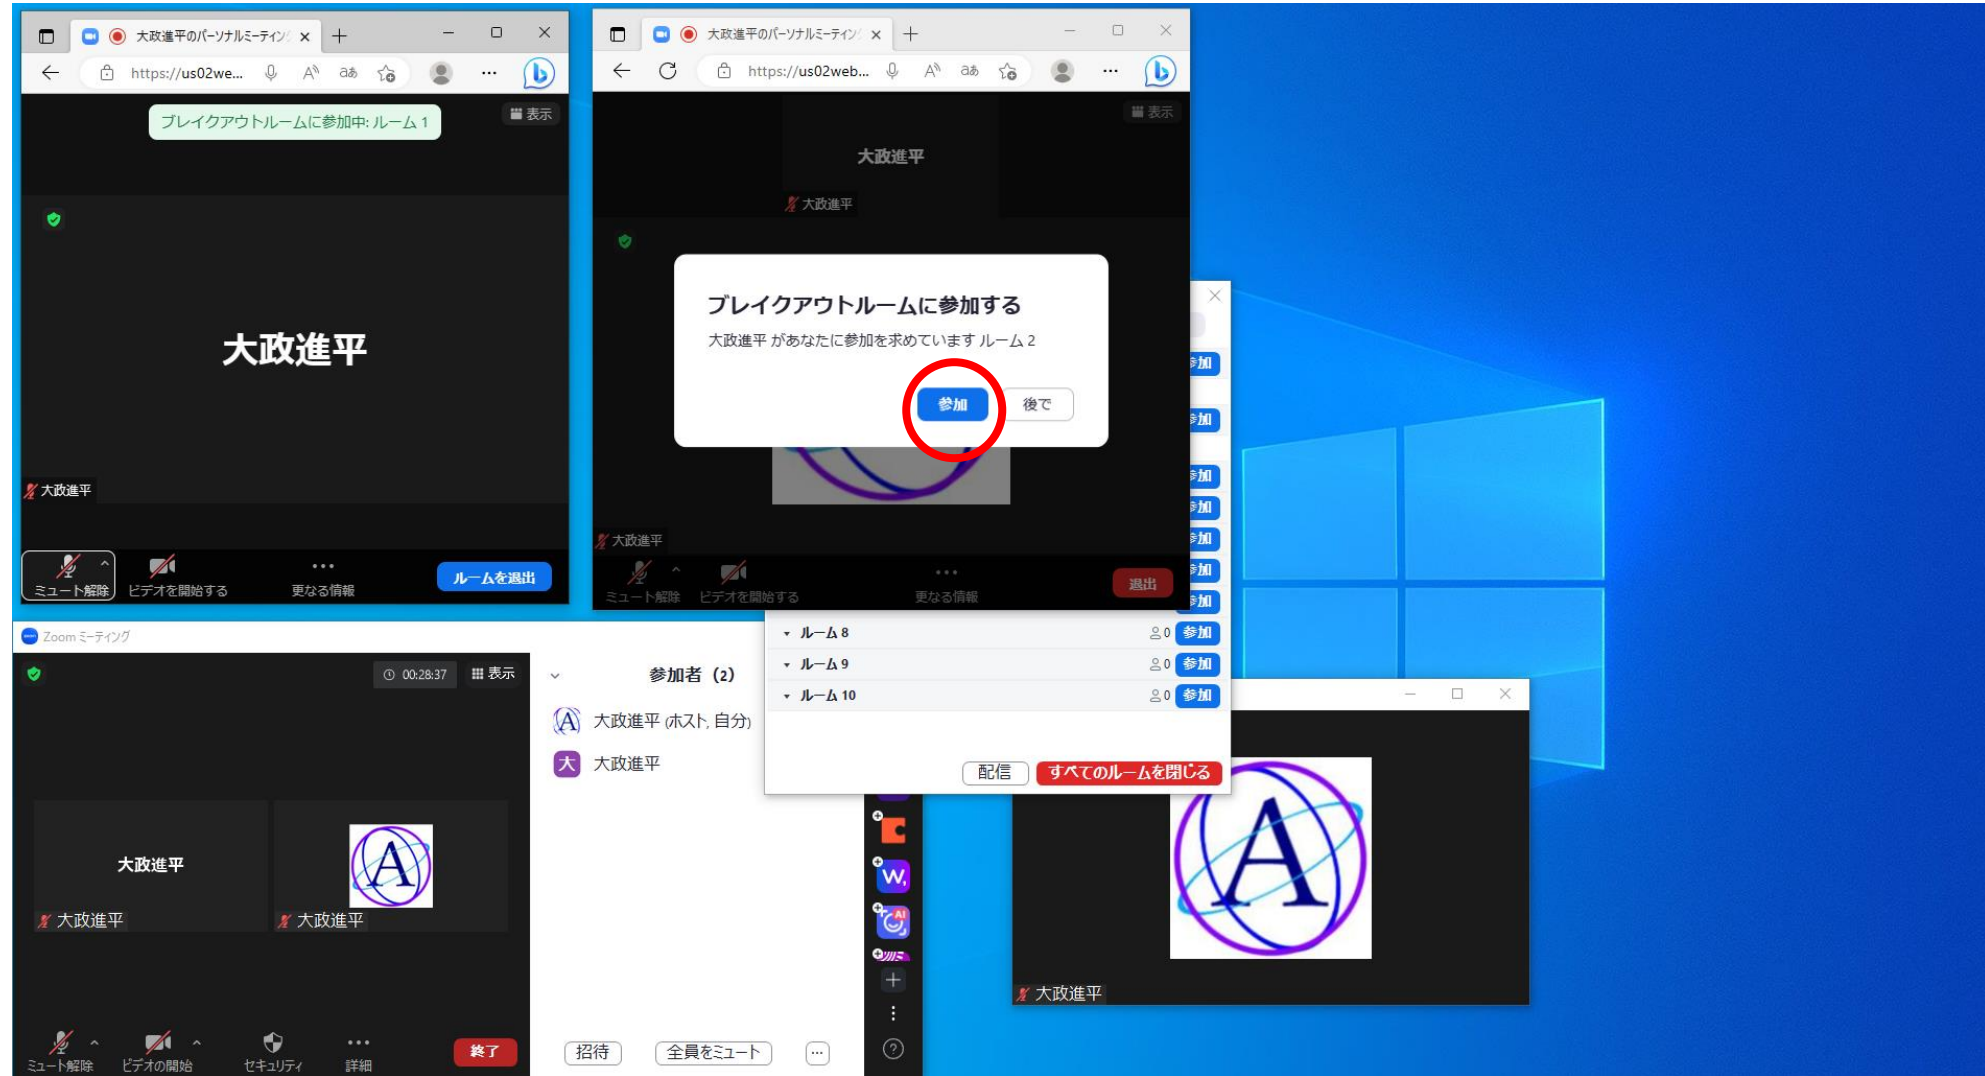 大政進平のパーソナルミーティン
https://us02we...
ブレイクアウトルームに参加中: ルーム 1
表示
大政進平
大政進平
ミュート解除
ビデオを開始する
更なる情報
ルームを退出
大政進平のパーソナルミーティン
https://us02web...
表示
大政進平
大政進平
ブレイクアウトルームに参加する
大政進平 があなたに参加を求めています ルーム 2
参加
後で
大政進平
ミュート解除
ビデオを開始する
更なる情報
退出
参加
参加
参加
参加
参加
参加
参加
ルーム 8
0 参加
ルーム 9
0 参加
ルーム 10
0 参加
配信
すべてのルームを閉じる
Zoom ミーティング
00:28:37
表示
大政進平
大政進平
A
大政進平
ミュート解除
ビデオの開始
セキュリティ
詳細
終了
参加者 (2)
A 大政進平 (ホスト, 自分)
大 大政進平
招待
全員をミュート
W,
AI
A
大政進平